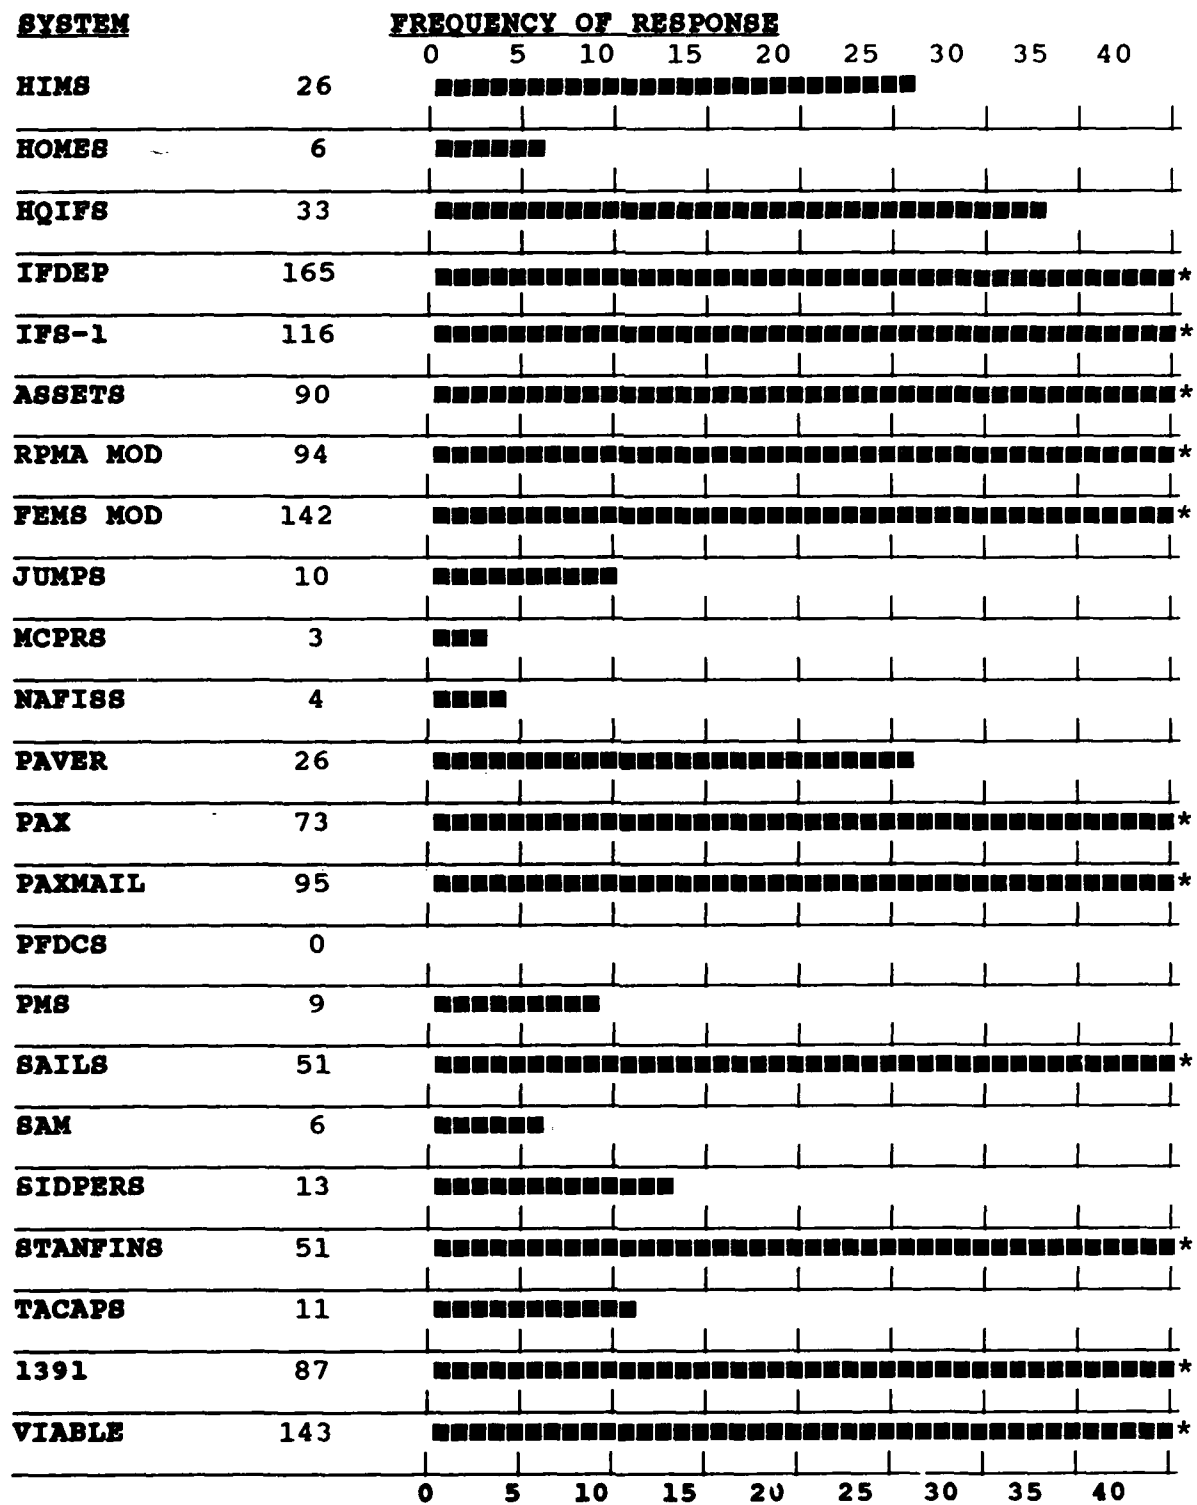 SYSTEM FREQUENCY OF RESPONSE
0 5 10 15 20 25 30 35 40
HIMS 26
HOMES 6
HQIFS 33
IFDEP 165 *
IFS-1 116 *
ASSETS 90 *
RPMA MOD 94 *
FEMS MOD 142 *
JUMPS 10
MCPRS 3
NAFISS 4
PAVER 26
PAX 73 *
PAXMAIL 95 *
PFDCS 0
PMS 9
SAILS 51 *
SAM 6
SIDPERS 13
STANFINS 51 *
TACAPS 11
1391 87 *
VIABLE 143 *
0 5 10 15 20 25 30 35 40